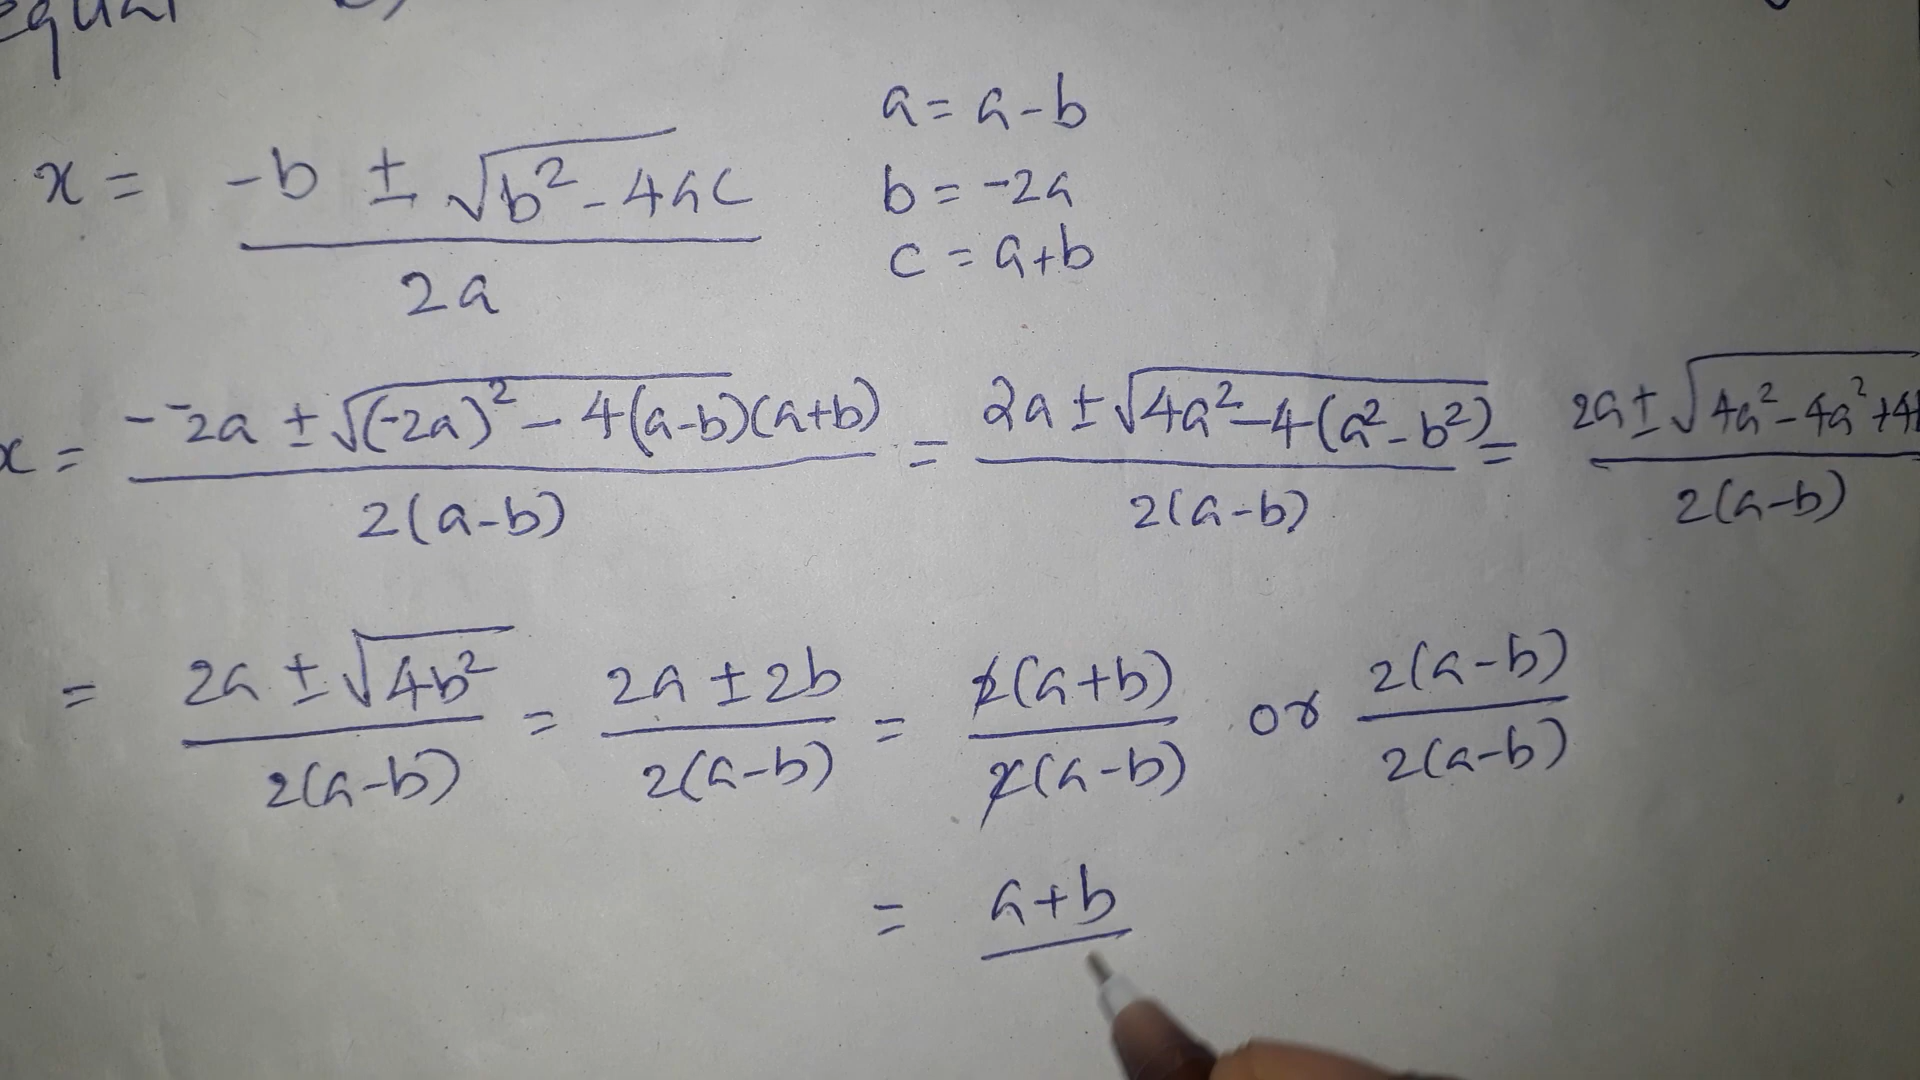 equal
a = a-b
x = -b ± √b²-4ac / 2a
b = -2a
c = a+b
x = - -2a ± √(-2a)² - 4(a-b)(a+b) / 2(a-b) = 2a ± √4a²-4(a²-b²) / 2(a-b) = 2a ± √4a²-4a²+4 / 2(a-b)
= 2a ± √4b² / 2(a-b) = 2a ± 2b / 2(a-b) = 2(a+b) / 2(a-b) or 2(a-b) / 2(a-b)
= a+b